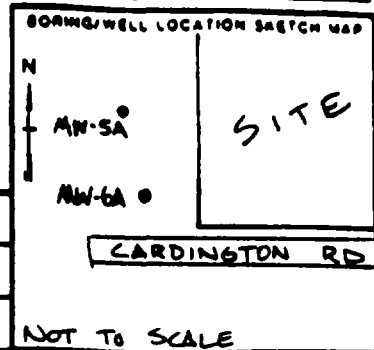 BORING/WELL LOCATION SKETCH MAP
N
MW-5A
SITE
MW-6A
CARDINGTON RD
NOT TO SCALE